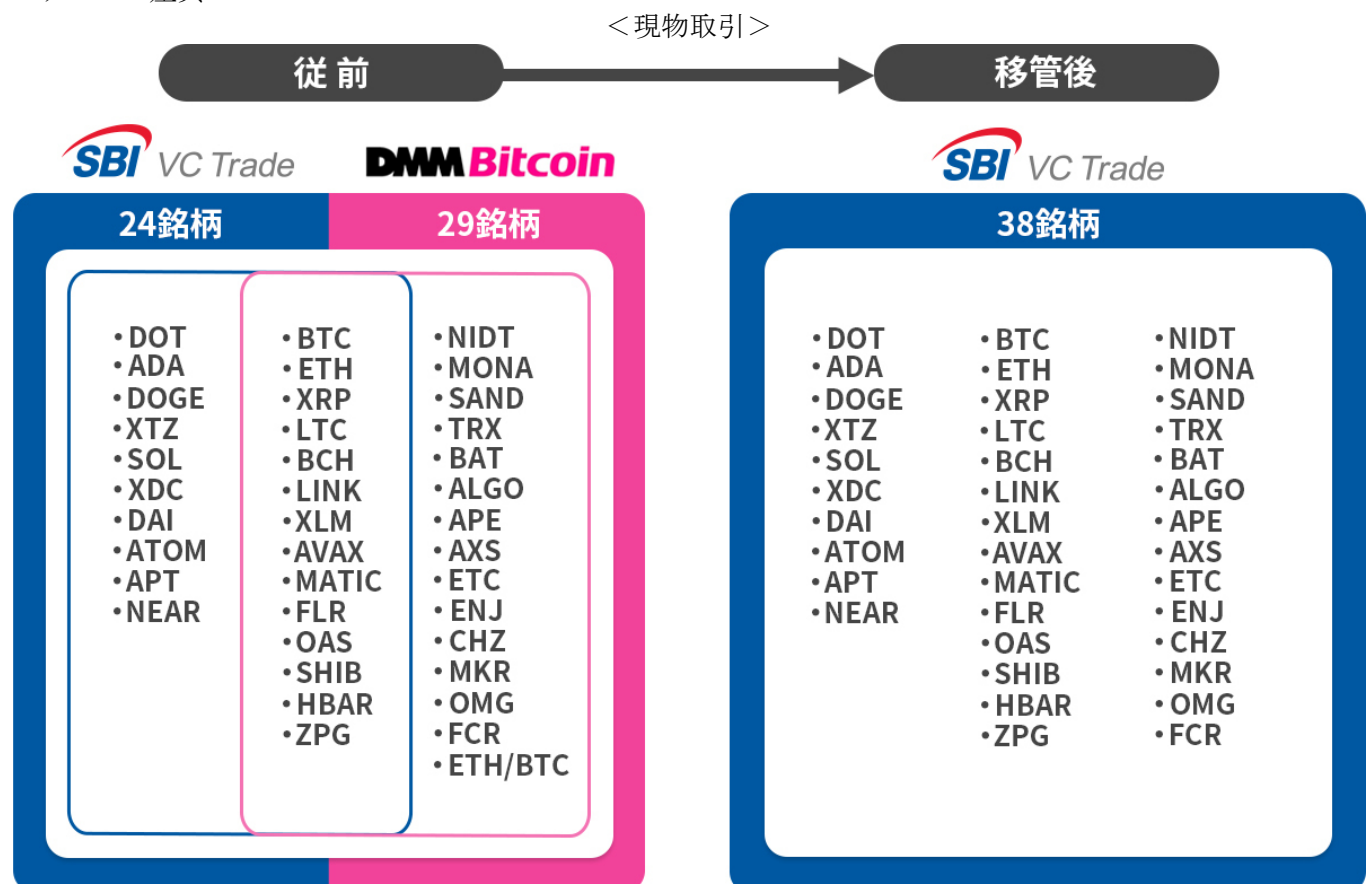 ＜現物取引＞
従 前
移管後
SBI VC Trade
DMM Bitcoin
SBI VC Trade
24銘柄
29銘柄
38銘柄
・DOT
・ADA
・DOGE
・XTZ
・SOL
・XDC
・DAI
・ATOM
・APT
・NEAR
・BTC
・ETH
・XRP
・LTC
・BCH
・LINK
・XLM
・AVAX
・MATIC
・FLR
・OAS
・SHIB
・HBAR
・ZPG
・NIDT
・MONA
・SAND
・TRX
・BAT
・ALGO
・APE
・AXS
・ETC
・ENJ
・CHZ
・MKR
・OMG
・FCR
・ETH/BTC
・DOT
・ADA
・DOGE
・XTZ
・SOL
・XDC
・DAI
・ATOM
・APT
・NEAR
・BTC
・ETH
・XRP
・LTC
・BCH
・LINK
・XLM
・AVAX
・MATIC
・FLR
・OAS
・SHIB
・HBAR
・ZPG
・NIDT
・MONA
・SAND
・TRX
・BAT
・ALGO
・APE
・AXS
・ETC
・ENJ
・CHZ
・MKR
・OMG
・FCR